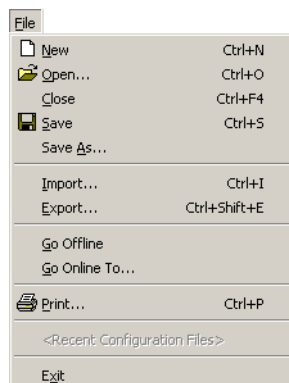 File
New Ctrl+N
Open... Ctrl+O
Close Ctrl+F4
Save Ctrl+S
Save As...
Import... Ctrl+I
Export... Ctrl+Shift+E
Go Offline
Go Online To...
Print... Ctrl+P
<Recent Configuration Files>
Exit